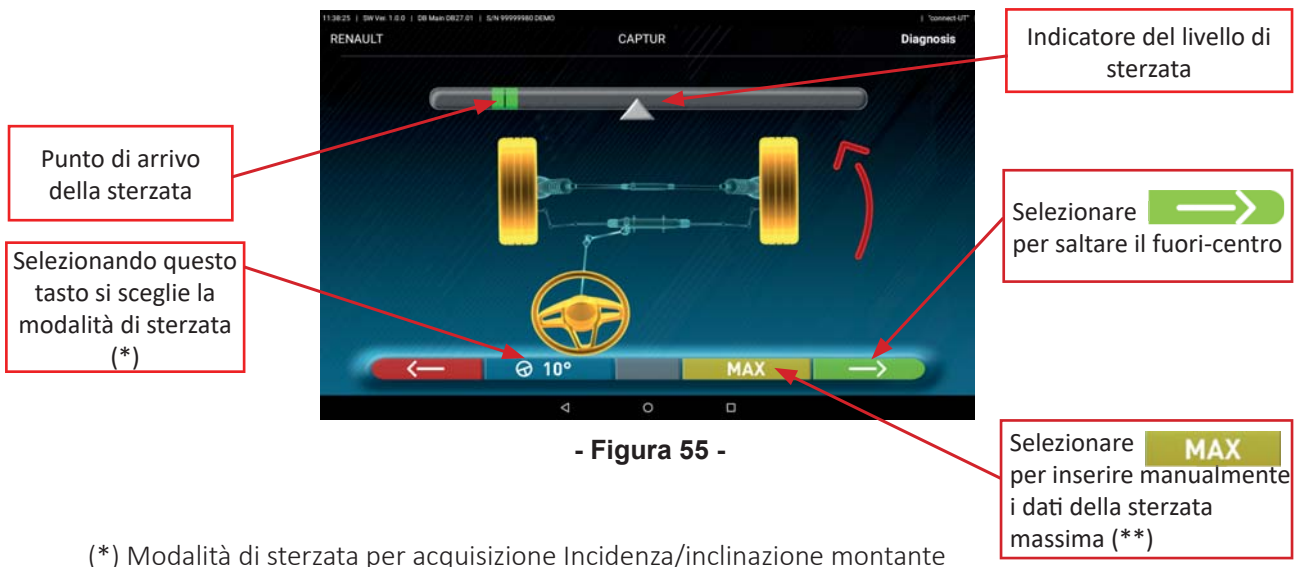 11:38:25 | SW Ver. 1.0.0 | DB Main DB27.01 | S/N 99999980 DEMO | "connect-UT"
RENAULT CAPTUR Diagnosis
Indicatore del livello di
sterzata
Punto di arrivo
della sterzata
Selezionare
per saltare il fuori-centro
Selezionando questo
tasto si sceglie la
modalità di sterzata
(*)
10° MAX
- Figura 55 -
Selezionare MAX
per inserire manualmente
i dati della sterzata
massima (**)
(*) Modalità di sterzata per acquisizione Incidenza/inclinazione montante